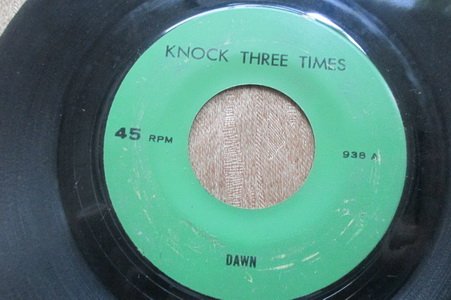 KNOCK THREE TIMES
45 RPM
938 A
DAWN